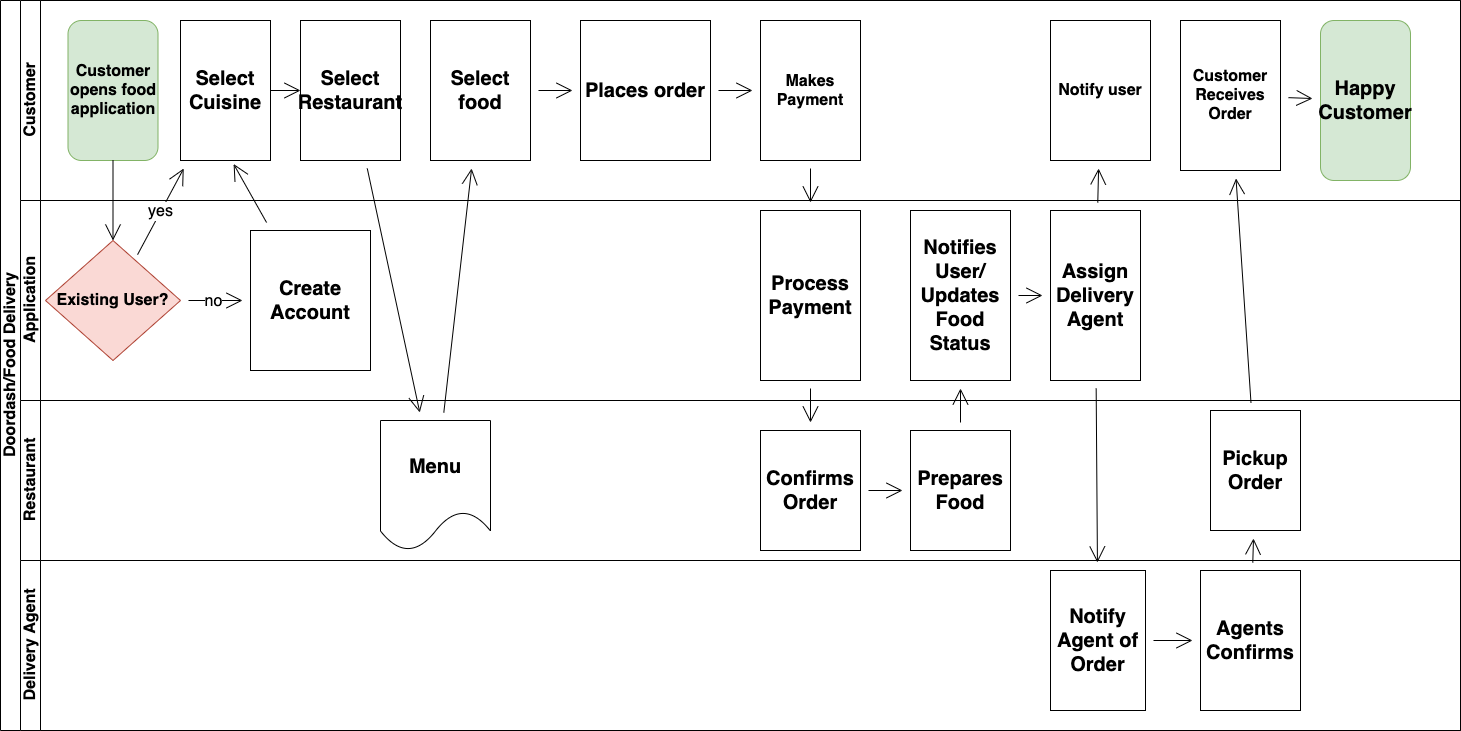 Doordash/Food Delivery
Customer
Customer
opens food
application
Select
Cuisine
Select
Restaurant
Select
food
Places order
Makes
Payment
Notify user
Customer
Receives
Order
Happy
Customer
Application
yes
Existing User?
no
Create
Account
Process
Payment
Notifies
User/
Updates
Food
Status
Assign
Delivery
Agent
Restaurant
Menu
Confirms
Order
Prepares
Food
Pickup
Order
Delivery Agent
Notify
Agent of
Order
Agents
Confirms